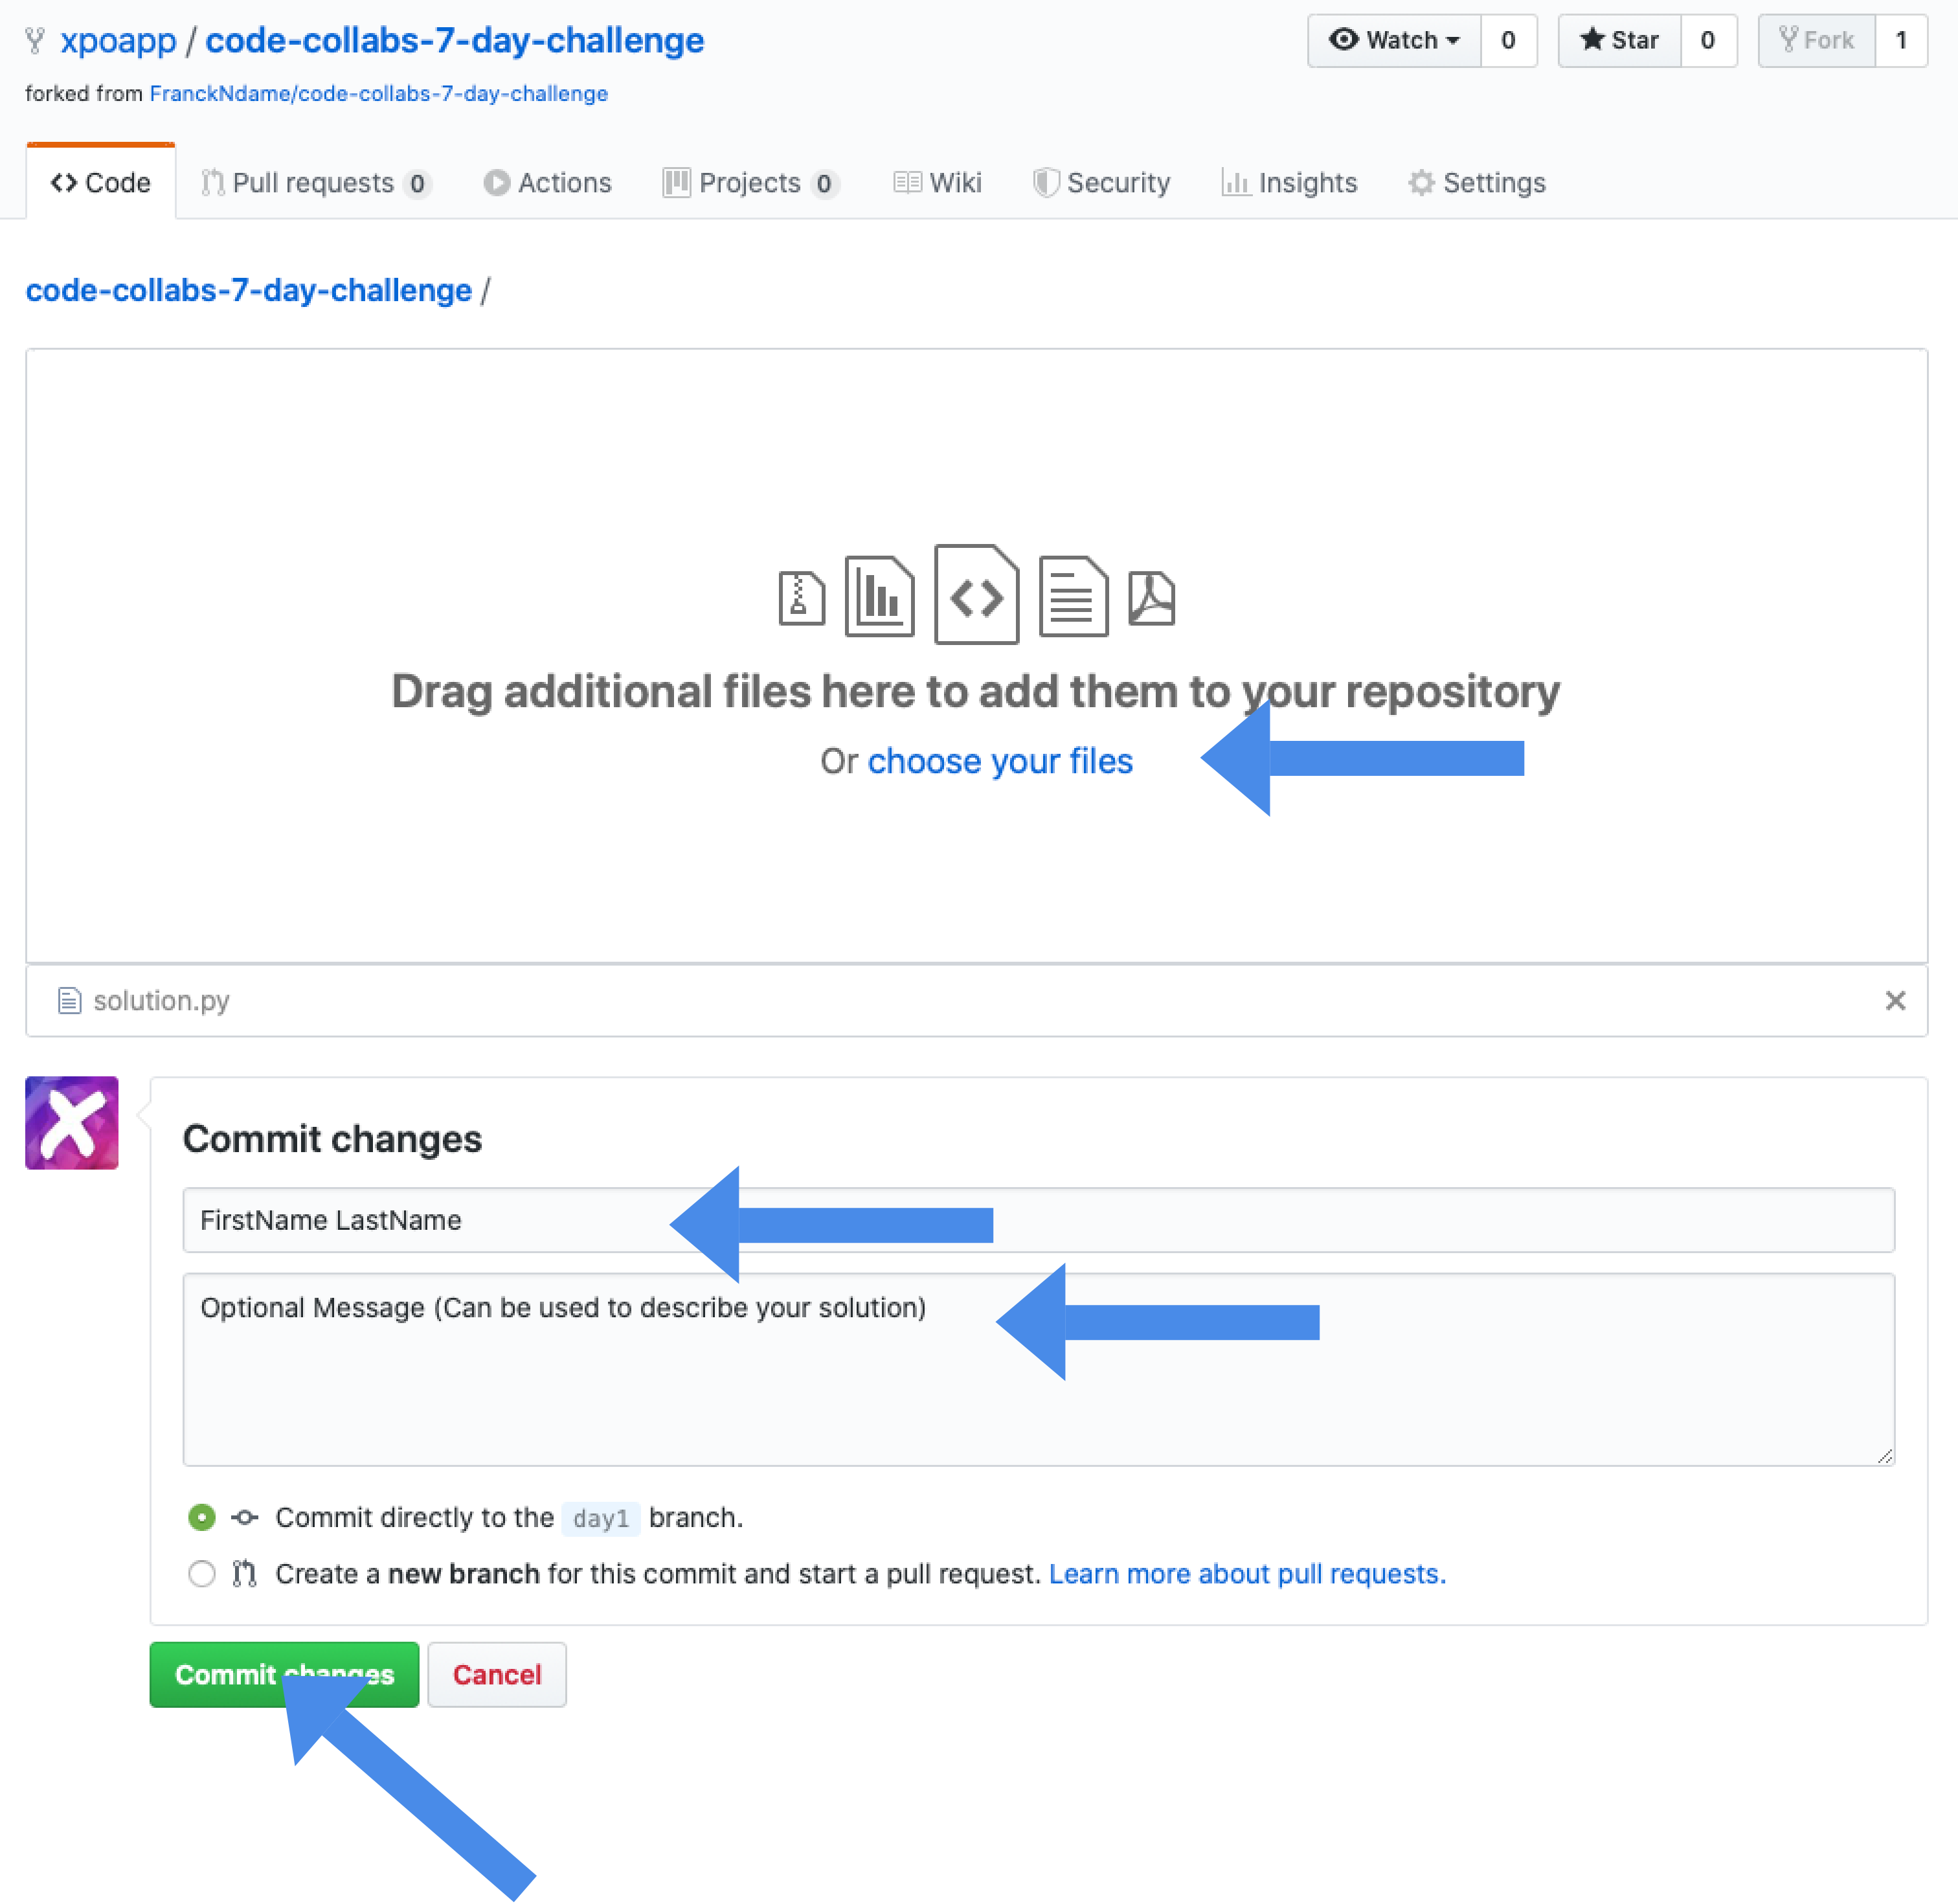 xpoapp / code-collabs-7-day-challenge
Watch 0 Star 0 Fork 1
forked from FranckNdame/code-collabs-7-day-challenge
Code Pull requests 0 Actions Projects 0 Wiki Security Insights Settings
code-collabs-7-day-challenge /
Drag additional files here to add them to your repository
Or choose your files
solution.py
Commit changes
FirstName LastName
Optional Message (Can be used to describe your solution)
Commit directly to the day1 branch.
Create a new branch for this commit and start a pull request. Learn more about pull requests.
Commit changes Cancel